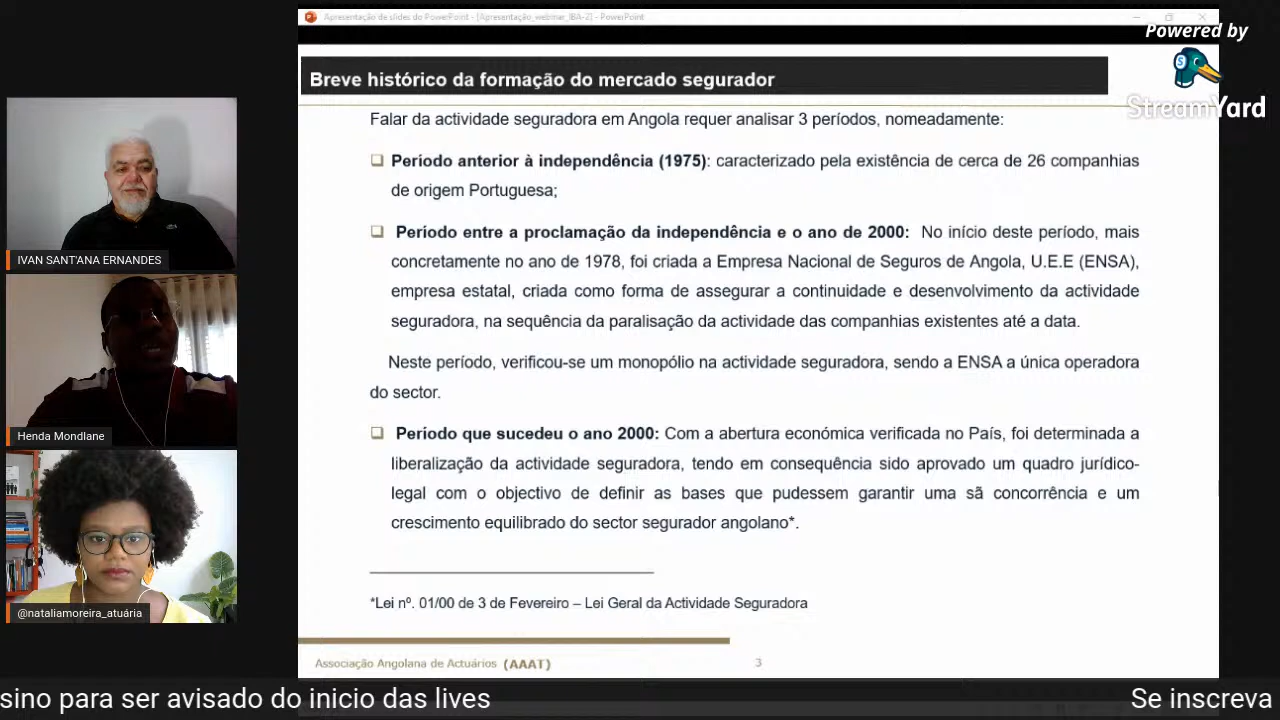 Apresentação de slides do PowerPoint - [Apresentação_webinar_IBA-2] - PowerPoint
Powered by
StreamYard
Breve histórico da formação do mercado segurador
Falar da actividade seguradora em Angola requer analisar 3 períodos, nomeadamente:
Período anterior à independência (1975): caracterizado pela existência de cerca de 26 companhias
de origem Portuguesa;
Período entre a proclamação da independência e o ano de 2000: No início deste período, mais
concretamente no ano de 1978, foi criada a Empresa Nacional de Seguros de Angola, U.E.E (ENSA),
empresa estatal, criada como forma de assegurar a continuidade e desenvolvimento da actividade
seguradora, na sequência da paralisação da actividade das companhias existentes até a data.
Neste período, verificou-se um monopólio na actividade seguradora, sendo a ENSA a única operadora
do sector.
Período que sucedeu o ano 2000: Com a abertura económica verificada no País, foi determinada a
liberalização da actividade seguradora, tendo em consequência sido aprovado um quadro jurídico-
legal com o objectivo de definir as bases que pudessem garantir uma sã concorrência e um
crescimento equilibrado do sector segurador angolano*.
*Lei nº. 01/00 de 3 de Fevereiro – Lei Geral da Actividade Seguradora
Associação Angolana de Actuários (AAAT)
3
IVAN SANT'ANA ERNANDES
Henda Mondlane
@nataliamoreira_atuária
sino para ser avisado do inicio das lives
Se inscreva